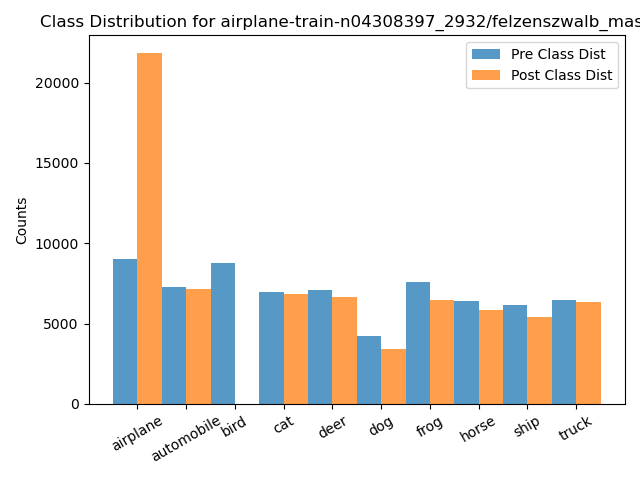 Class Distribution for airplane-train-n04308397_2932/felzenszwalb_mas
Pre Class Dist
Post Class Dist
Counts
20000
15000
10000
5000
0
airplane
automobile
bird
cat
deer
dog
frog
horse
ship
truck